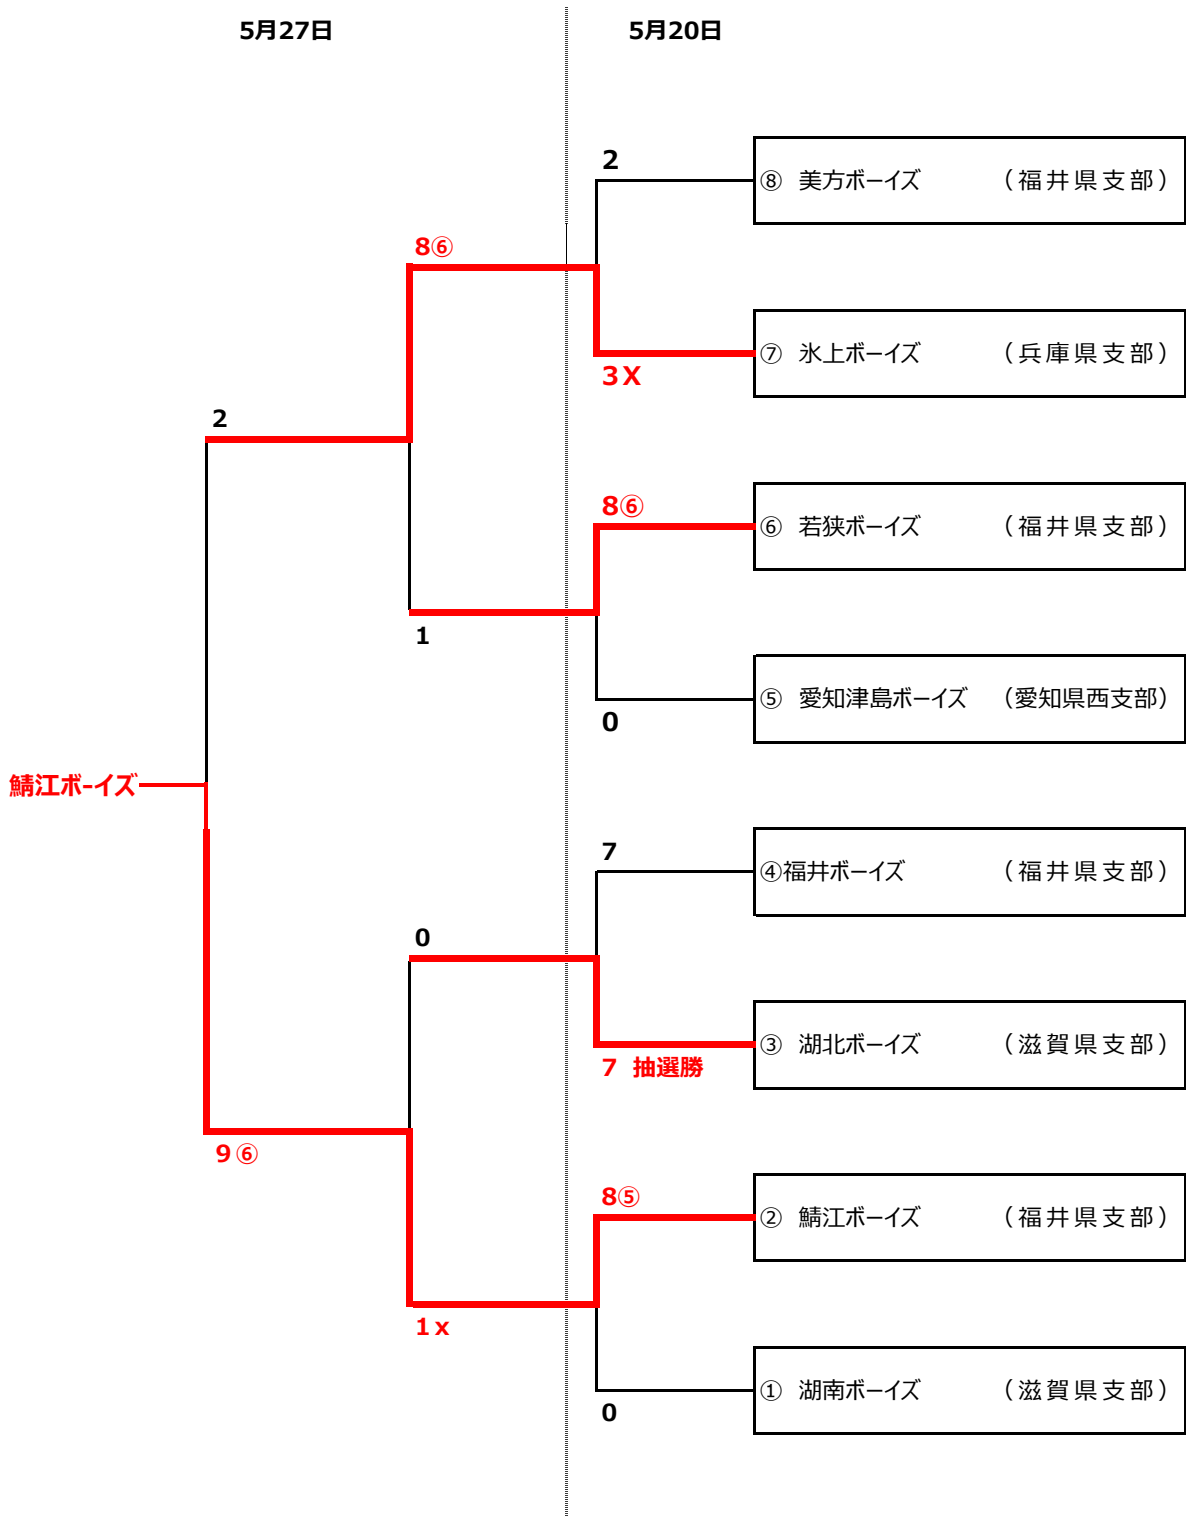 5月27日 5月20日
2
⑧ 美方ボーイズ (福井県支部)
8⑥
⑦ 氷上ボーイズ (兵庫県支部)
3X
2
8⑥
⑥ 若狭ボーイズ (福井県支部)
1
⑤ 愛知津島ボーイズ (愛知県西支部)
0
鯖江ボ-イズ
7
④福井ボーイズ (福井県支部)
0
③ 湖北ボーイズ (滋賀県支部)
7 抽選勝
9⑥
8⑤
② 鯖江ボーイズ (福井県支部)
1x
① 湖南ボーイズ (滋賀県支部)
0